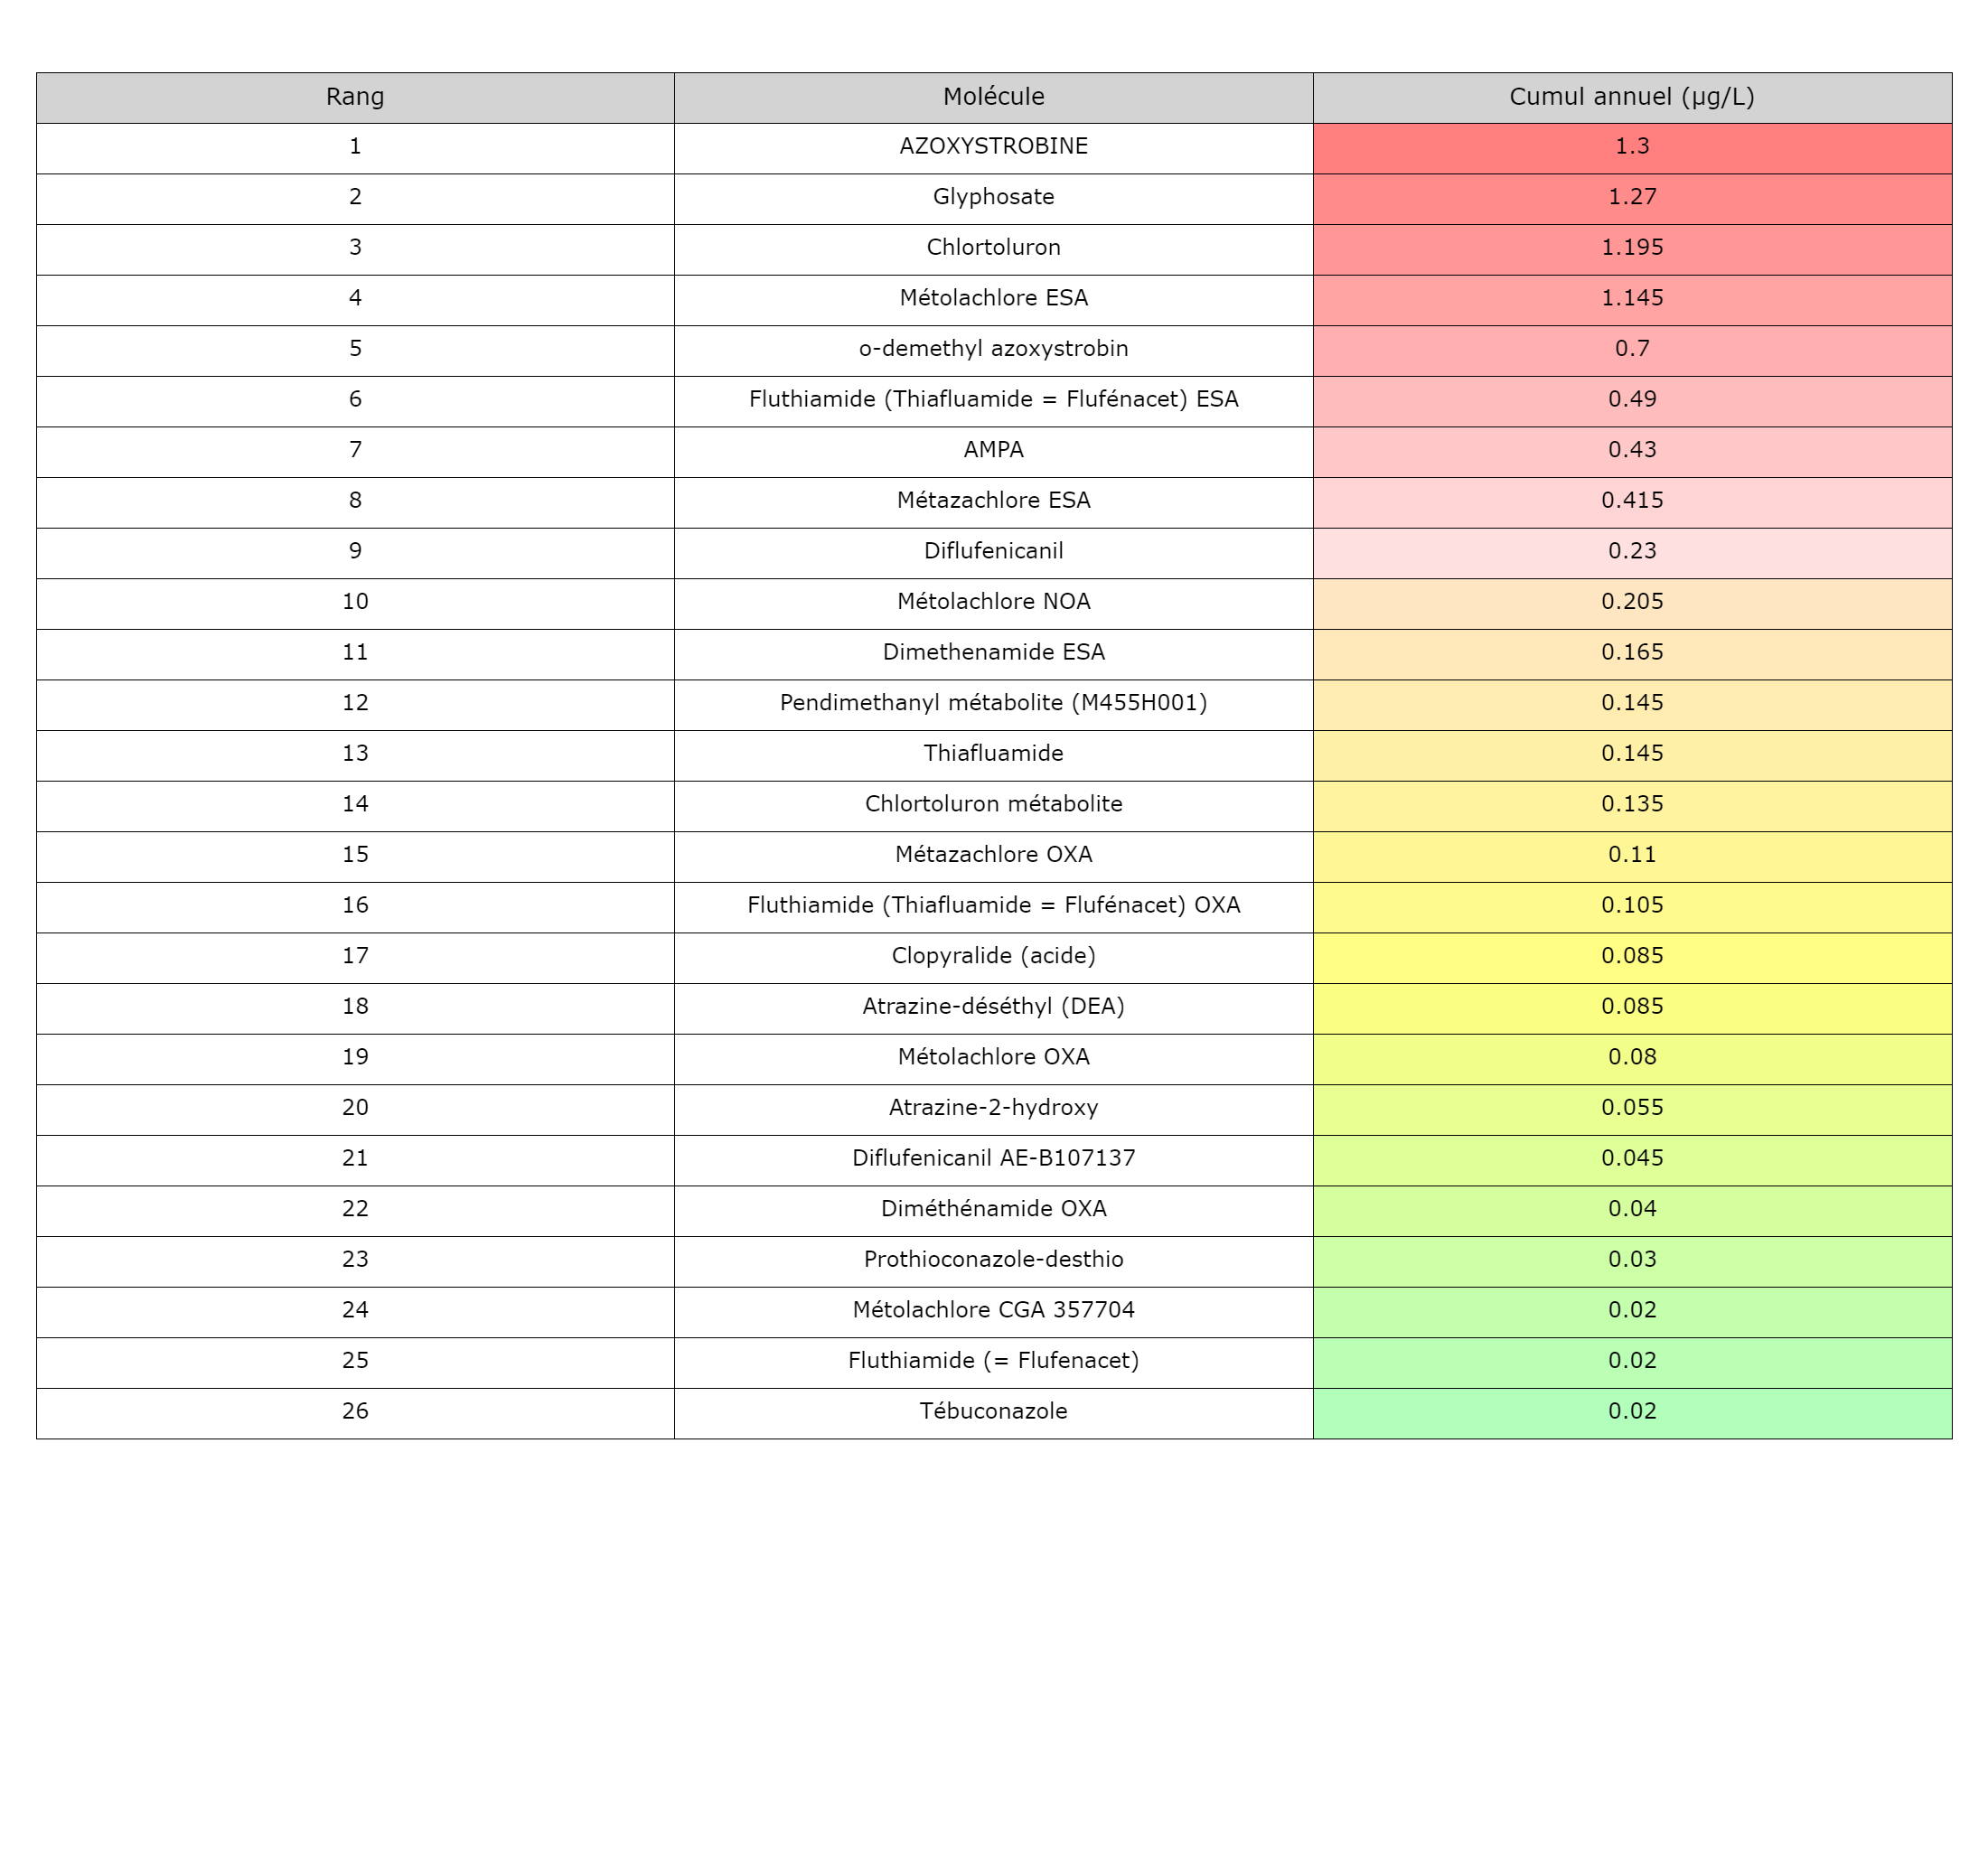 Rang Molécule Cumul annuel (µg/L)
1 AZOXYSTROBINE 1.3
2 Glyphosate 1.27
3 Chlortoluron 1.195
4 Métolachlore ESA 1.145
5 o-demethyl azoxystrobin 0.7
6 Fluthiamide (Thiafluamide = Flufénacet) ESA 0.49
7 AMPA 0.43
8 Métazachlore ESA 0.415
9 Diflufenicanil 0.23
10 Métolachlore NOA 0.205
11 Dimethenamide ESA 0.165
12 Pendimethanyl métabolite (M455H001) 0.145
13 Thiafluamide 0.145
14 Chlortoluron métabolite 0.135
15 Métazachlore OXA 0.11
16 Fluthiamide (Thiafluamide = Flufénacet) OXA 0.105
17 Clopyralide (acide) 0.085
18 Atrazine-déséthyl (DEA) 0.085
19 Métolachlore OXA 0.08
20 Atrazine-2-hydroxy 0.055
21 Diflufenicanil AE-B107137 0.045
22 Diméthénamide OXA 0.04
23 Prothioconazole-desthio 0.03
24 Métolachlore CGA 357704 0.02
25 Fluthiamide (= Flufenacet) 0.02
26 Tébuconazole 0.02